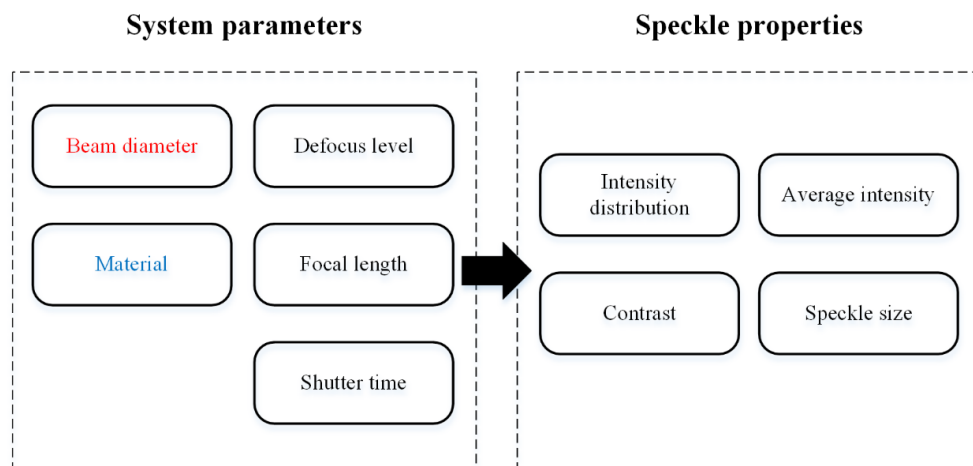 System parameters
Speckle properties
Beam diameter
Defocus level
Material
Focal length
Shutter time
Intensity
distribution
Average intensity
Contrast
Speckle size